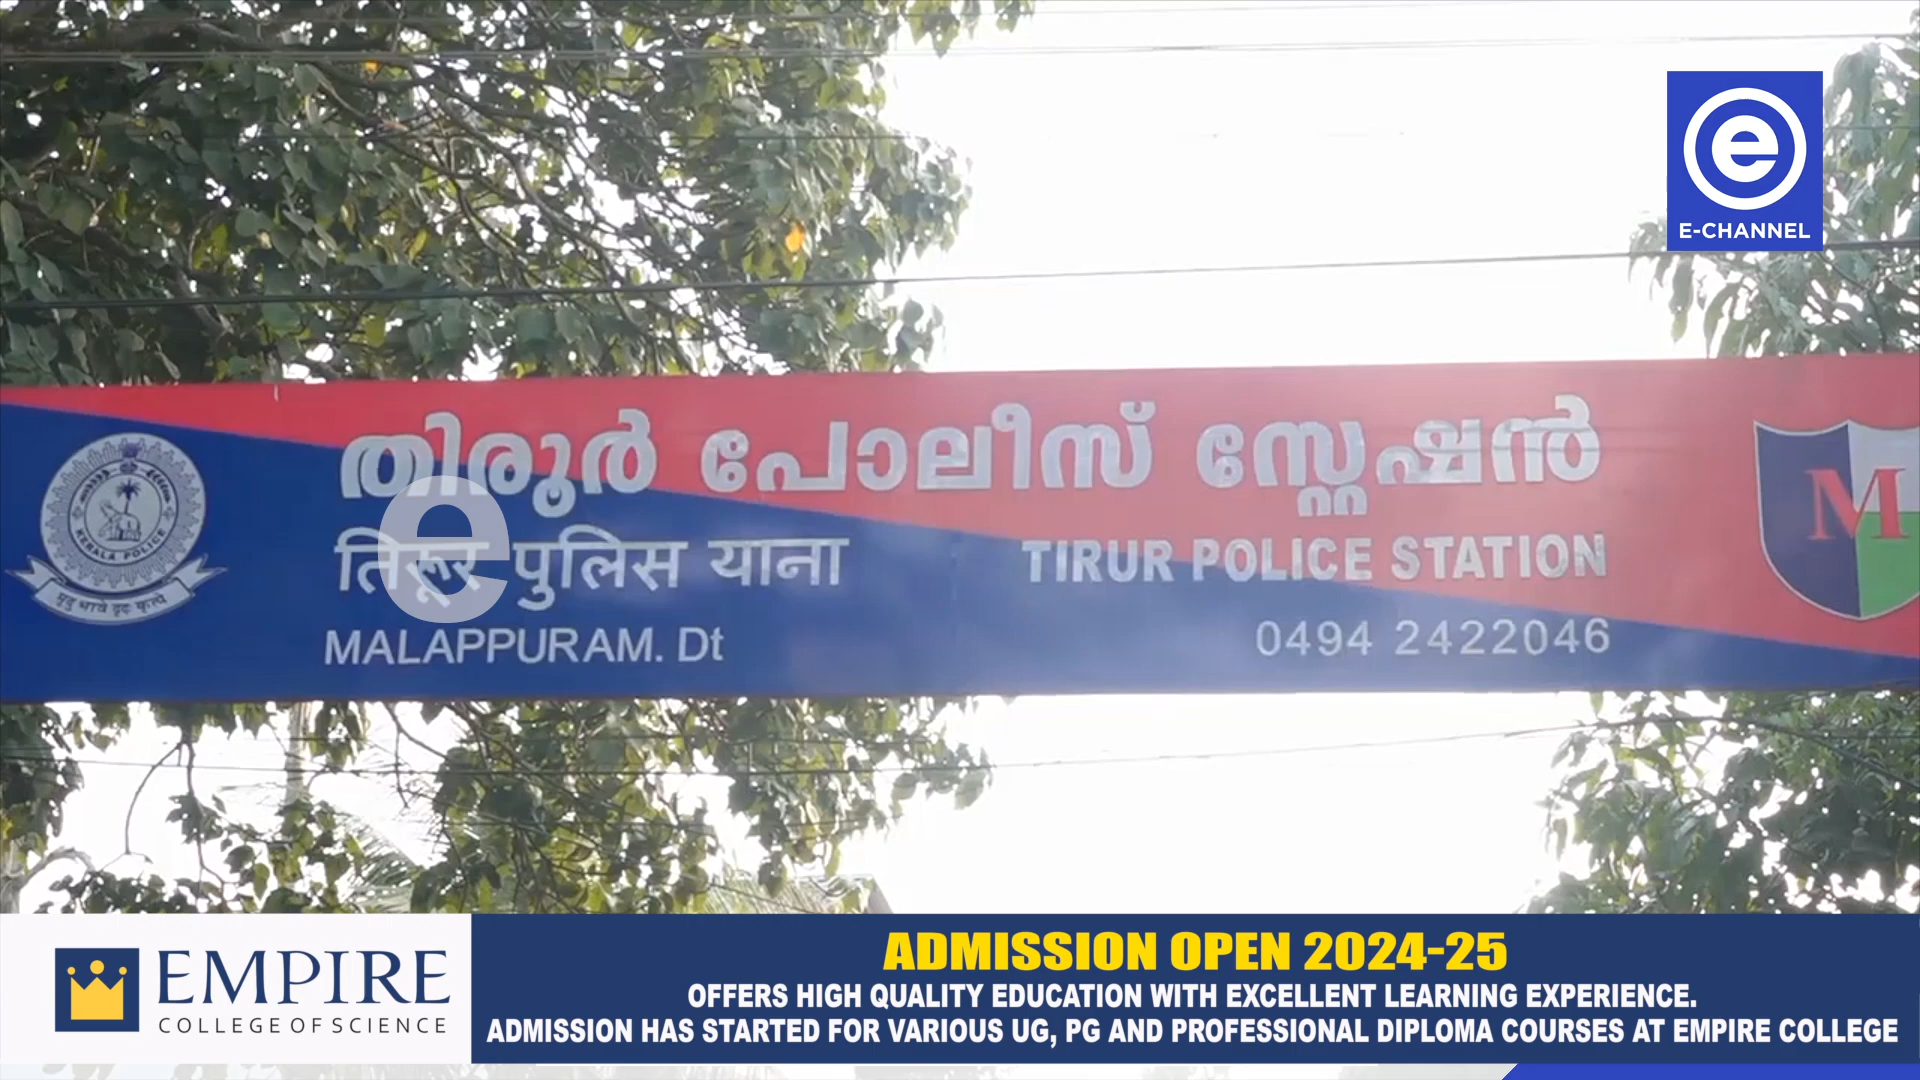 e
E-CHANNEL
തിരൂർ പോലീസ് സ്റ്റേഷൻ
KERALA POLICE
मृदु भावे दृढ कृत्ये
तिरूर पुलिस याना
TIRUR POLICE STATION
M
e
MALAPPURAM. Dt
0494 2422046
EMPIRE
COLLEGE OF SCIENCE
ADMISSION OPEN 2024-25
OFFERS HIGH QUALITY EDUCATION WITH EXCELLENT LEARNING EXPERIENCE.
ADMISSION HAS STARTED FOR VARIOUS UG, PG AND PROFESSIONAL DIPLOMA COURSES AT EMPIRE COLLEGE